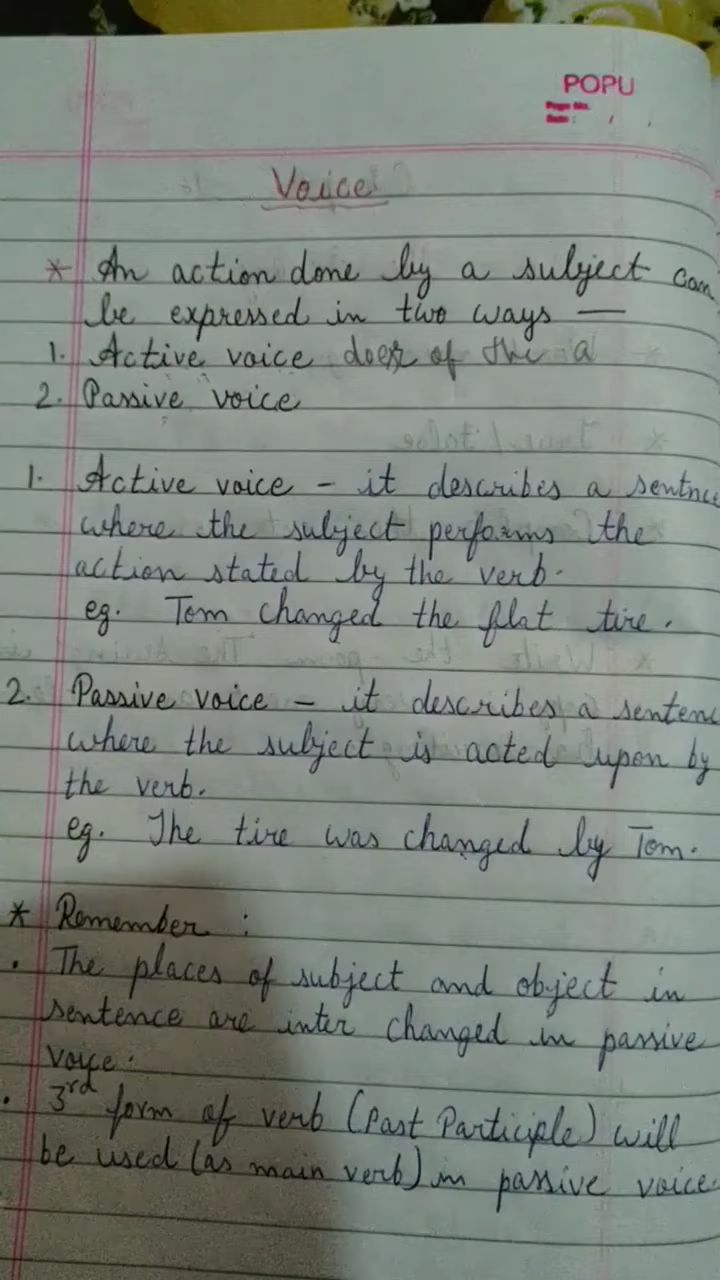 POPU
Page No.
Date : / /
Voice
* An action done by a subject can
be expressed in two ways —
1. Active voice doer of the a
2. Passive voice
1. Active voice - it describes a sentnce
where the subject performs the
action stated by the verb.
eg. Tom changed the flat tire.
2. Passive voice - it describes a sentenc
where the subject is acted upon by
the verb.
eg. The tire was changed by Tom.
* Remember :
. The places of subject and object in
sentence are inter changed in passive
voice.
. 3rd form of verb (Past Participle) will
be used (as main verb) in passive voice.